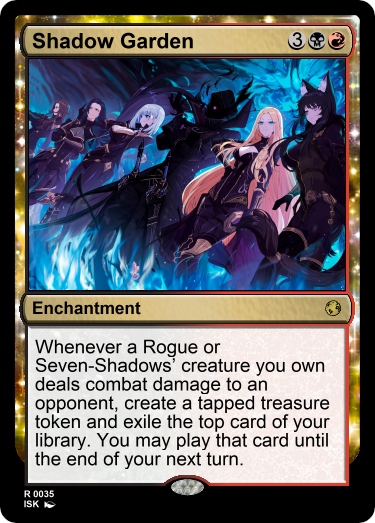 Shadow Garden 3
Enchantment
Whenever a Rogue or
Seven-Shadows' creature you own
deals combat damage to an
opponent, create a tapped treasure
token and exile the top card of your
library. You may play that card until
the end of your next turn.
R 0035
ISK